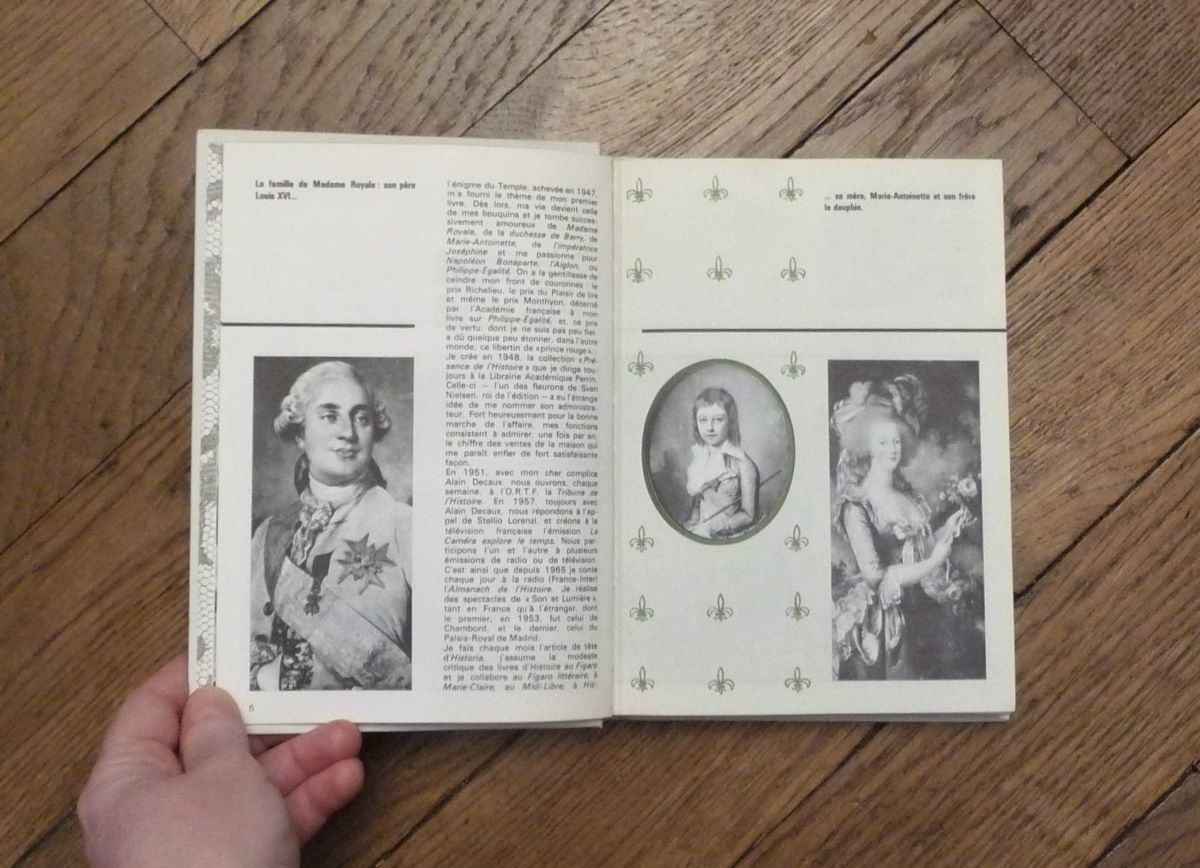 La famille de Madame Royale : son père
Louis XVI...
l'énigme du Temple, achevée en 1947,
m'a fourni le thème de mon premier
livre. Dès lors, ma vie devient celle
de mes bouquins et je tombe succes-
sivement amoureux de Madame
Royale, de la duchesse de Berry, de
Marie-Antoinette, de l'impératrice
Joséphine et me passionne pour
Napoléon Bonaparte, l'Aiglon, ou
Philippe-Egalité. On a la gentillesse de
ceindre mon front de couronnes : le
prix Richelieu, le prix du Plaisir de lire
et même le prix Monthyon, décerné
par l'Académie française à mon
livre sur Philippe-Égalité, et, ce prix
de vertu, dont je ne suis pas peu fier,
a dû quelque peu étonner, dans l'autre
monde, ce libertin de «prince rouge»...
Je crée en 1948, la collection «Pré-
sence de l'Histoire» que je dirige tou-
jours à la Librairie Académique Perrin.
Celle-ci — l'un des fleurons de Sven
Nielsen, roi de l'édition — a eu l'étrange
idée de me nommer son administra-
teur. Fort heureusement pour la bonne
marche de l'affaire, mes fonctions
consistent à admirer, une fois par an,
le chiffre des ventes de la maison qui
me paraît enfler de fort satisfaisante
façon.
En 1951, avec mon cher complice
Alain Decaux, nous ouvrons, chaque
semaine, à l'O.R.T.F. la Tribune de
l'Histoire. En 1957, toujours avec
Alain Decaux, nous répondons à l'ap-
pel de Stellio Lorenzi, et créons à la
télévision française l'émission La
Caméra explore le temps. Nous par-
ticipons l'un et l'autre à plusieurs
émissions de radio ou de télévision.
C'est ainsi que depuis 1965 je conte
chaque jour à la radio (France-Inter)
l'Almanach de l'Histoire. Je réalise
des spectacles de «Son et Lumière»,
tant en France qu'à l'étranger, dont
le premier, en 1953, fut celui de
Chambord, et le dernier, celui du
Palais-Royal de Madrid.
Je fais chaque mois l'article de tête
d'Historia, j'assume la modeste
critique des livres d'Histoire au Figaro
et je collabore au Figaro littéraire, à
Marie-Claire, au Midi-Libre, à His-
6
... sa mère, Marie-Antoinette et son frère
le dauphin.